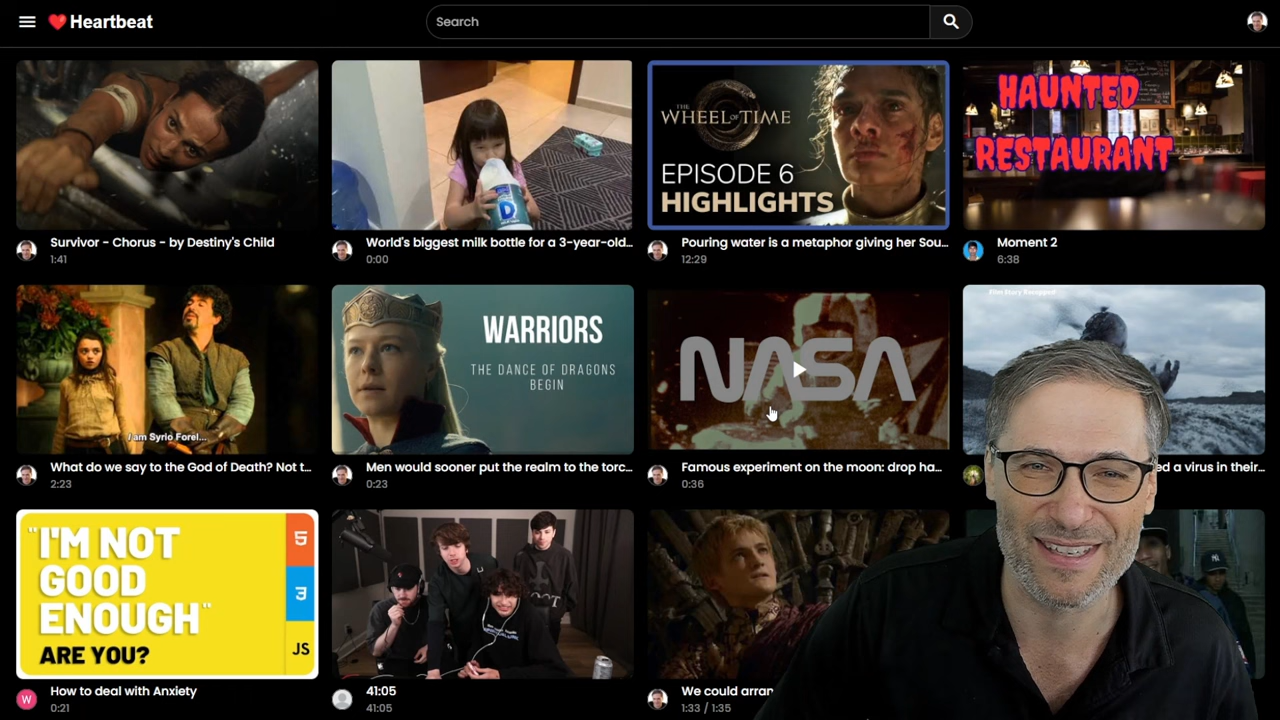 Heartbeat
Search
THE
WHEEL OF TIME
EPISODE 6
HIGHLIGHTS
HAUNTED
RESTAURANT
D
Survivor - Chorus - by Destiny's Child
1:41
World's biggest milk bottle for a 3-year-old...
0:00
Pouring water is a metaphor giving her Sou...
12:29
Moment 2
6:38
I am Syrio Forel...
WARRIORS
THE DANCE OF DRAGONS
BEGIN
NASA
Film Story Recapped
What do we say to the God of Death? Not t...
2:23
Men would sooner put the realm to the torc...
0:23
Famous experiment on the moon: drop ha...
0:36
ed a virus in their...
"I'M NOT
GOOD
ENOUGH"
ARE YOU?
5
3
JS
How to deal with Anxiety
0:21
W
41:05
41:05
We could arran
1:33 / 1:35